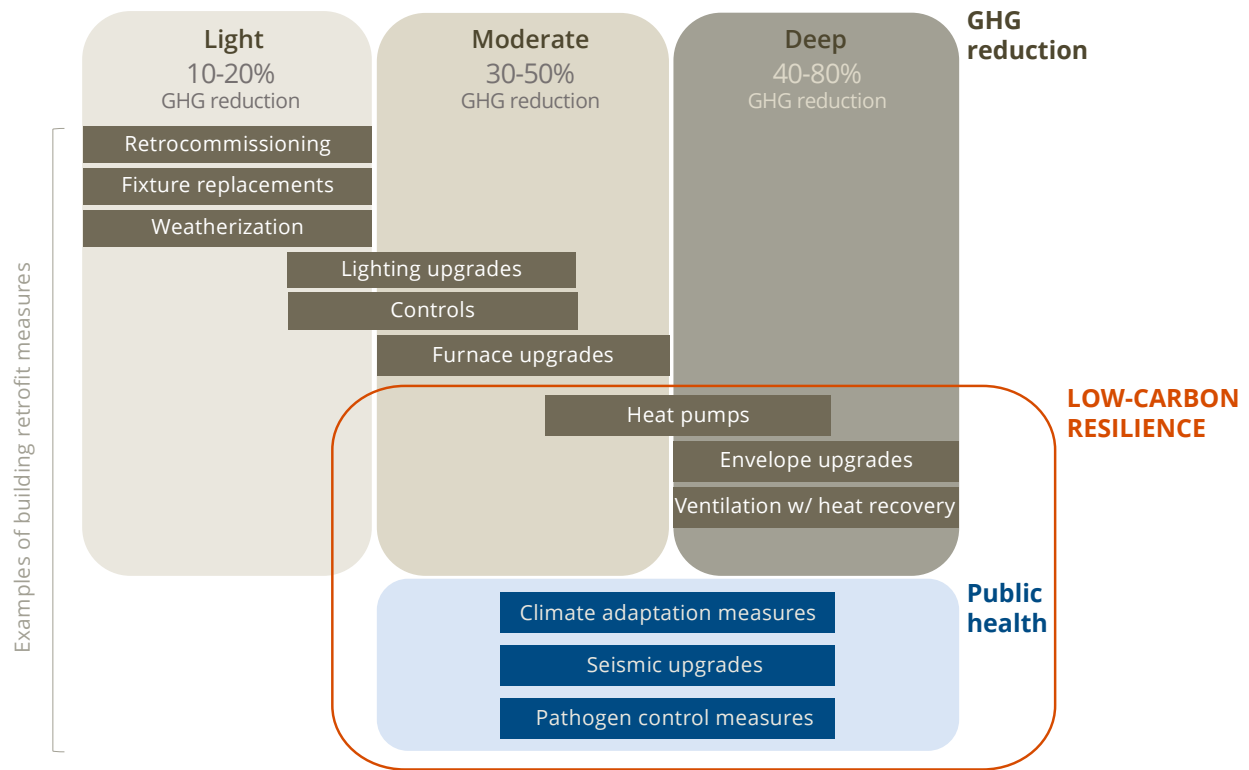 Light
10-20%
GHG reduction
Moderate
30-50%
GHG reduction
Deep
40-80%
GHG reduction
GHG
reduction
Examples of building retrofit measures
Retrocommissioning
Fixture replacements
Weatherization
Lighting upgrades
Controls
Furnace upgrades
Heat pumps
Envelope upgrades
Ventilation w/ heat recovery
LOW-CARBON
RESILIENCE
Public
health
Climate adaptation measures
Seismic upgrades
Pathogen control measures